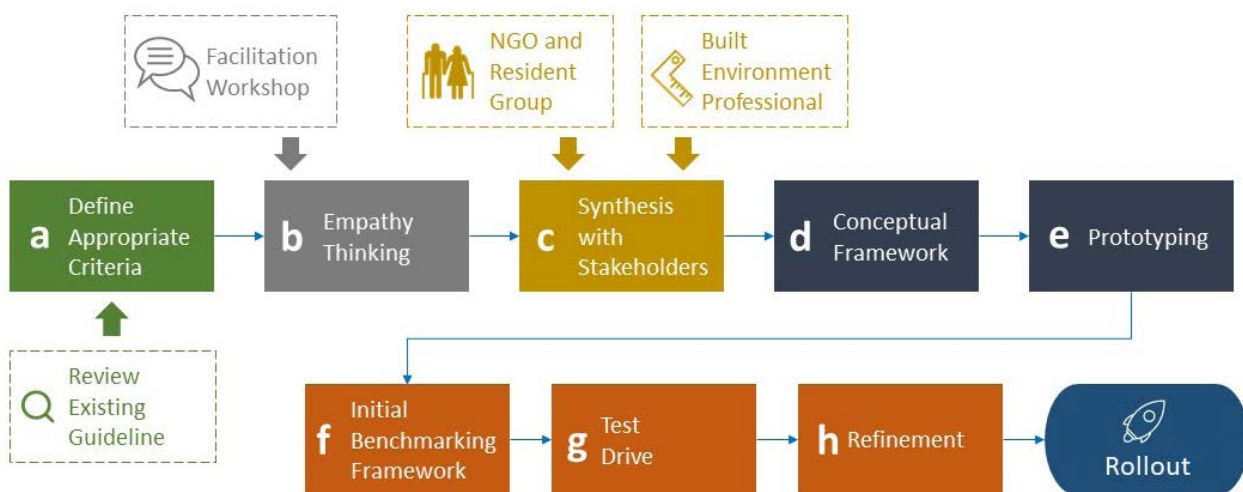 Facilitation
Workshop
NGO and
Resident
Group
Built
Environment
Professional
a
Define
Appropriate
Criteria
b
Empathy
Thinking
c
Synthesis
with
Stakeholders
d
Conceptual
Framework
e
Prototyping
Review
Existing
Guideline
f
Initial
Benchmarking
Framework
g
Test
Drive
h
Refinement
Rollout